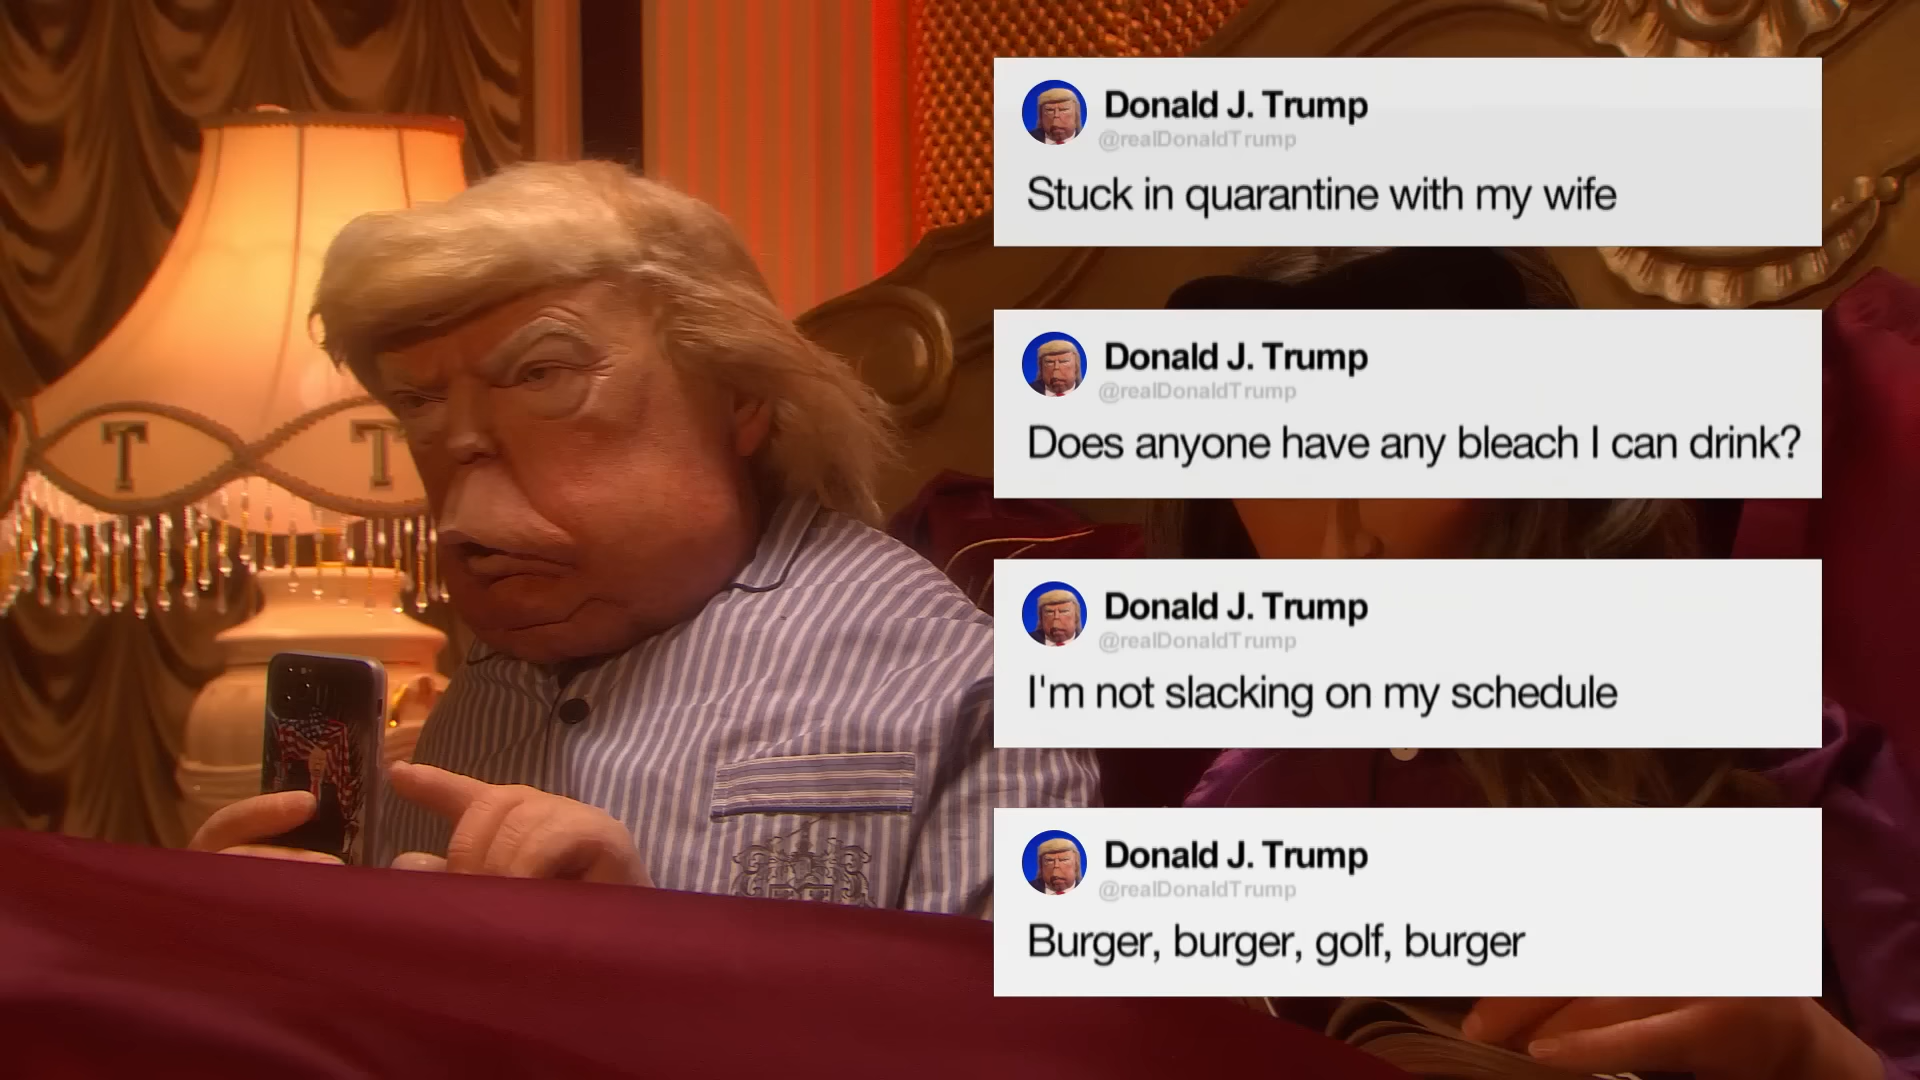 T T
Donald J. Trump
@realDonaldTrump
Stuck in quarantine with my wife
Donald J. Trump
@realDonaldTrump
Does anyone have any bleach I can drink?
Donald J. Trump
@realDonaldTrump
I'm not slacking on my schedule
Donald J. Trump
@realDonaldTrump
Burger, burger, golf, burger